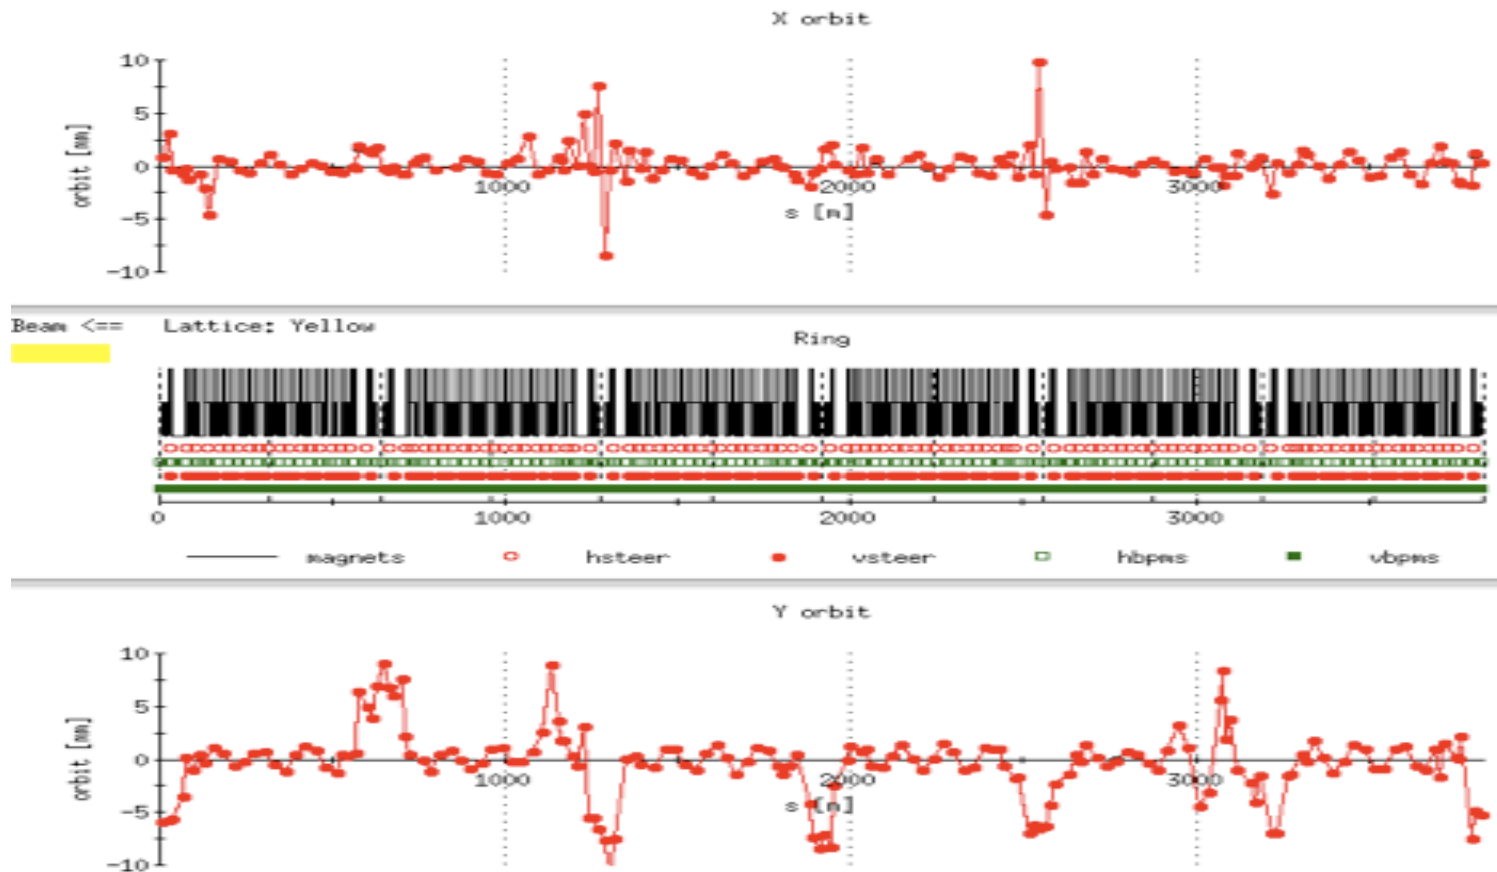 X orbit
10
5
0
-5
-10
orbit [mm]
1000
2000
3000
s [m]
Beam <== Lattice: Yellow
Ring
0
1000
2000
3000
magnets
hsteer
vsteer
hbpms
vbpms
Y orbit
10
5
0
-5
-10
orbit [mm]
1000
2000
3000
s [m]